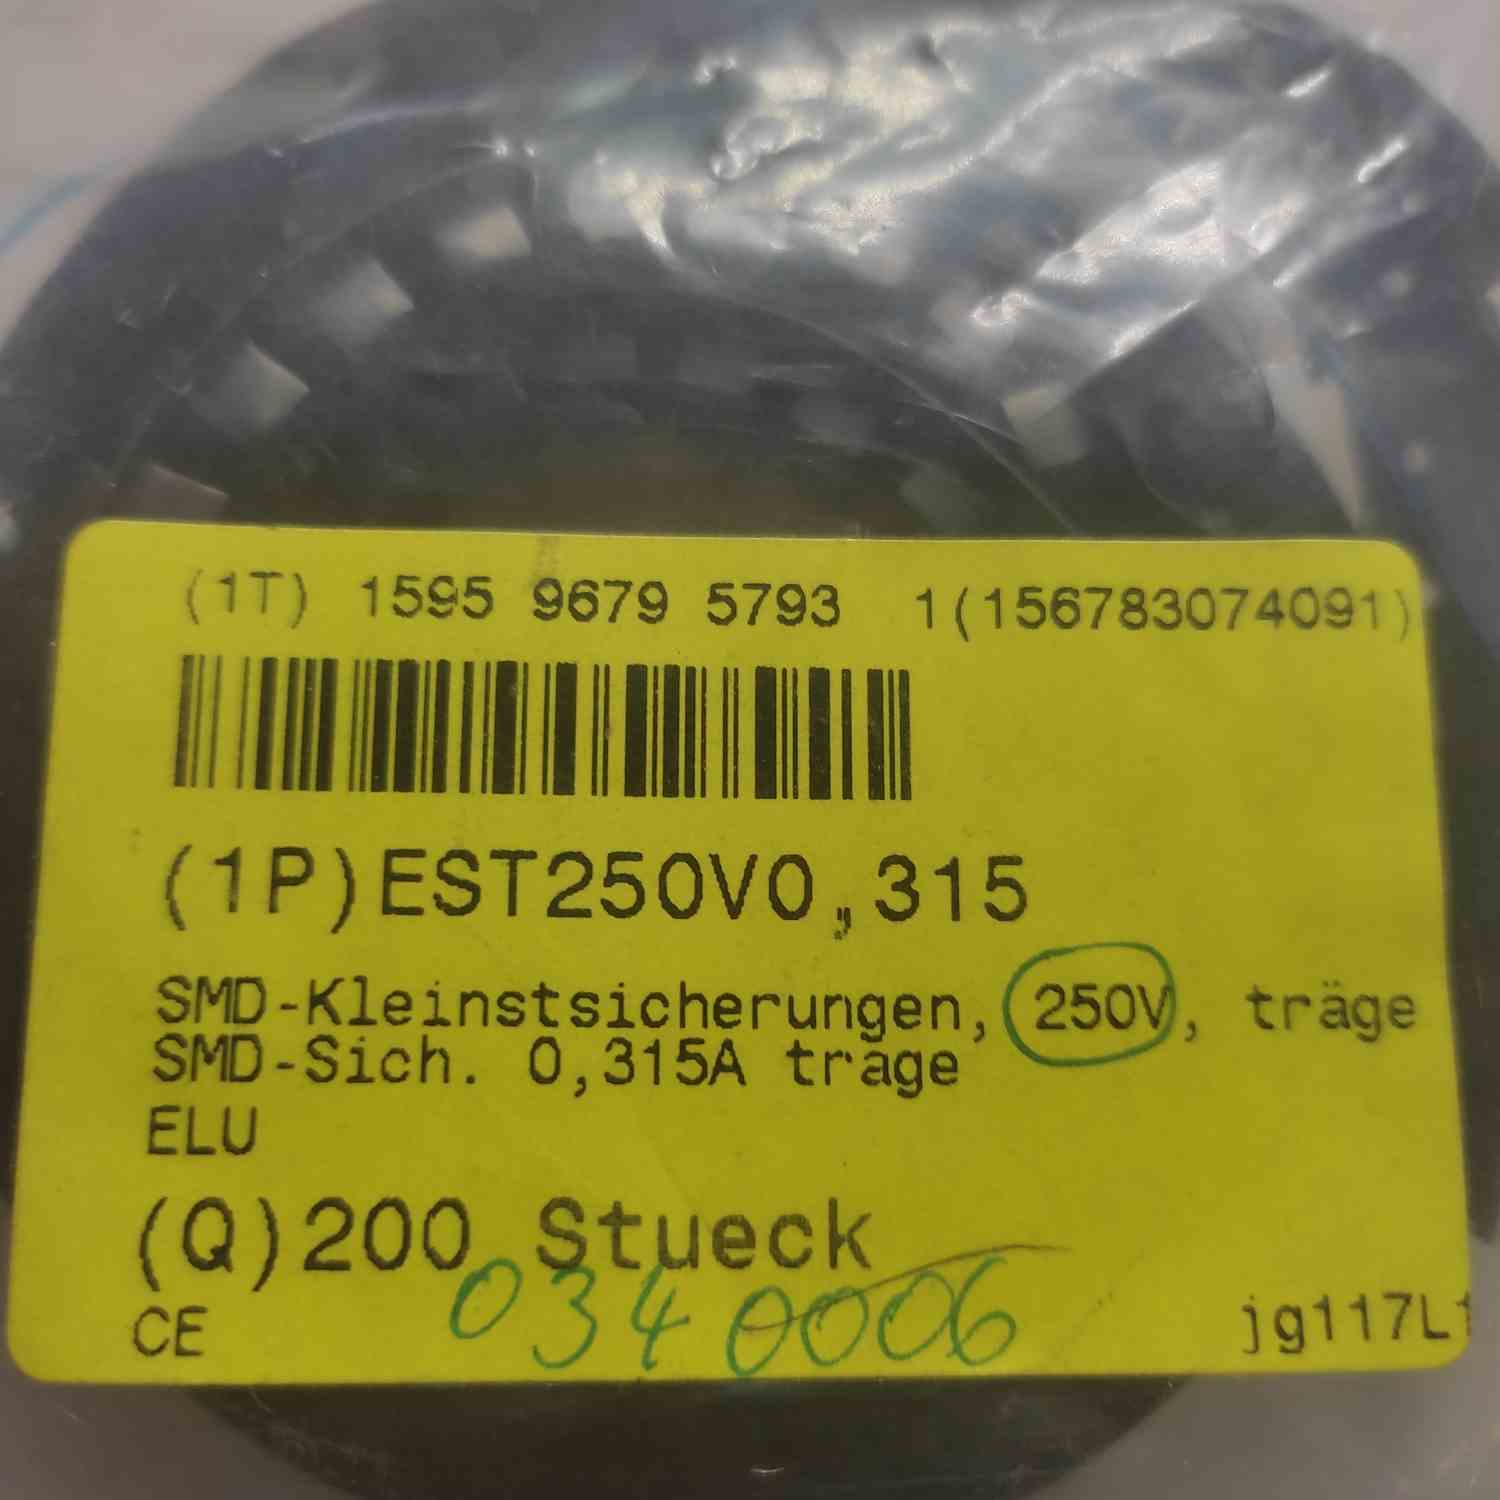 (1T) 1595 9679 5793 1(156783074091)
(1P)EST250V0,315
SMD-Kleinstsicherungen, 250V, träge
SMD-Sich. 0,315A träge
ELU
(Q)200 Stueck
0340006
CE jg117L1